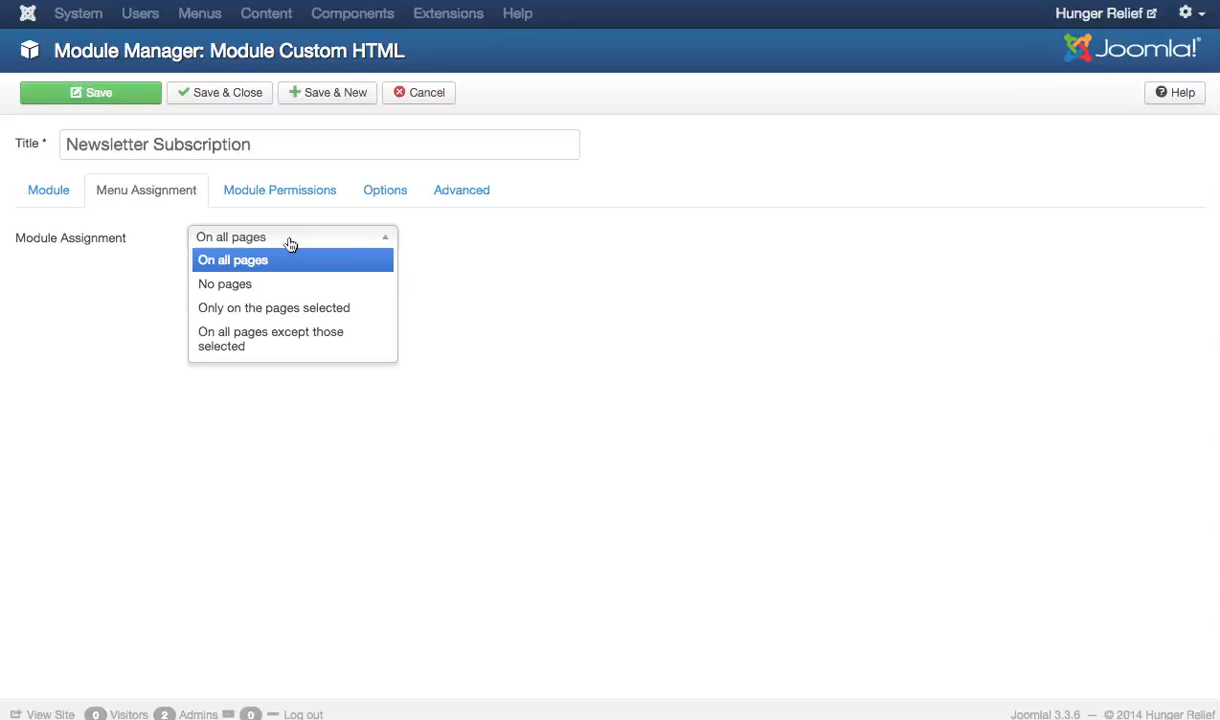 System Users Menus Content Components Extensions Help Hunger Relief
Module Manager: Module Custom HTML Joomla!®
Save Save & Close Save & New Cancel Help
Title * Newsletter Subscription
Module Menu Assignment Module Permissions Options Advanced
Module Assignment On all pages
On all pages
No pages
Only on the pages selected
On all pages except those
selected
View Site 0 Visitors 2 Admins 0 Log out Joomla! 3.3.6 — © 2014 Hunger Relief